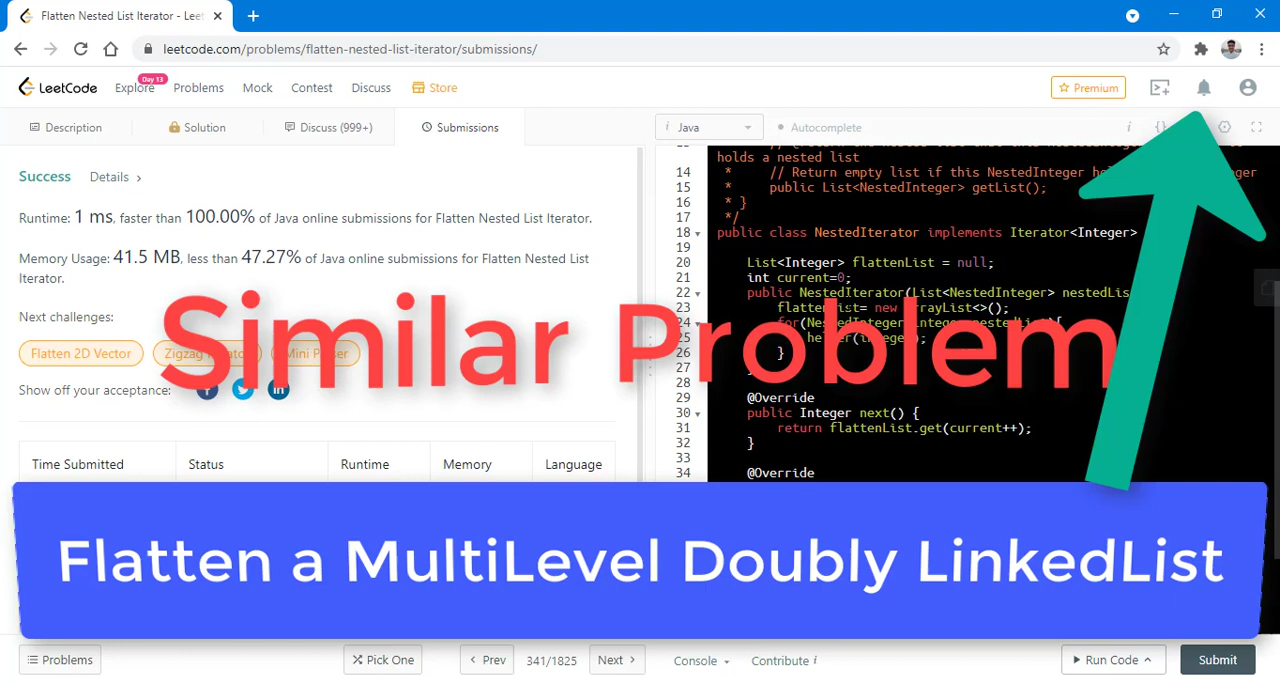 Flatten Nested List Iterator - Leet
leetcode.com/problems/flatten-nested-list-iterator/submissions/
LeetCode
Explore
Day 13
Problems
Mock
Contest
Discuss
Store
Premium
Description
Solution
Discuss (999+)
Submissions
i Java
Autocomplete
i {}
Success
Details >
Runtime: 1 ms, faster than 100.00% of Java online submissions for Flatten Nested List Iterator.
Memory Usage: 41.5 MB, less than 47.27% of Java online submissions for Flatten Nested List
Iterator.
Next challenges:
Flatten 2D Vector
Show off your acceptance:
Time Submitted
Status
Runtime
Memory
Language
holds a nested list
14 * // Return empty list if this NestedInteger
15 * public List<NestedInteger> getList();
16 * }
17 */
18 public class NestedIterator implements Iterator<Integer>
19
20 List<Integer> flattenList = null;
21 int current=0;
22 public NestedIterator(List<NestedInteger>
23 flattenList= new ArrayList<>();
24
26 }
28
29 @Override
30 public Integer next() {
31 return flattenList.get(current++);
32 }
33
34 @Override
Similar Problem
Flatten a MultiLevel Doubly LinkedList
Problems
Pick One
< Prev
341/1825
Next >
Console
Contribute i
Run Code
Submit